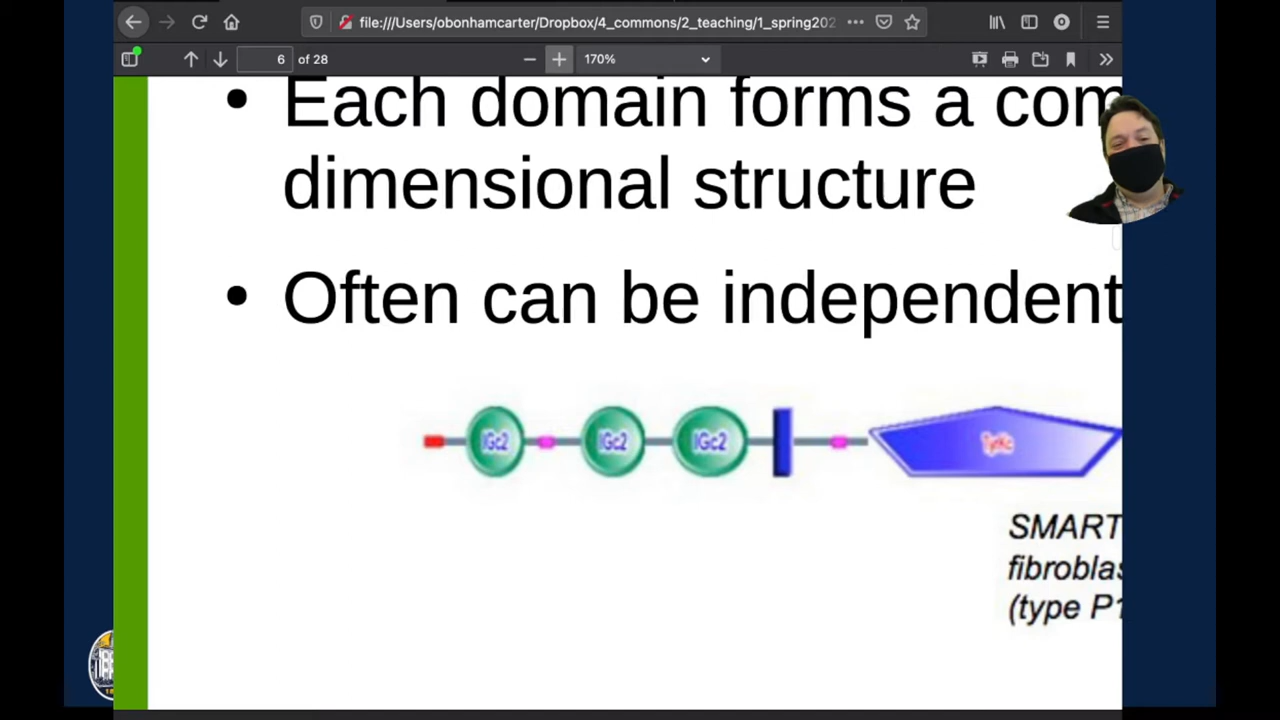 file:///Users/obonhamcarter/Dropbox/4_commons/2_teaching/1_spring202
6 of 28
170%
Each domain forms a com
dimensional structure
Often can be independent
IGc2 IGc2 IGc2 TyrKc
SMART
fibroblas
(type P1